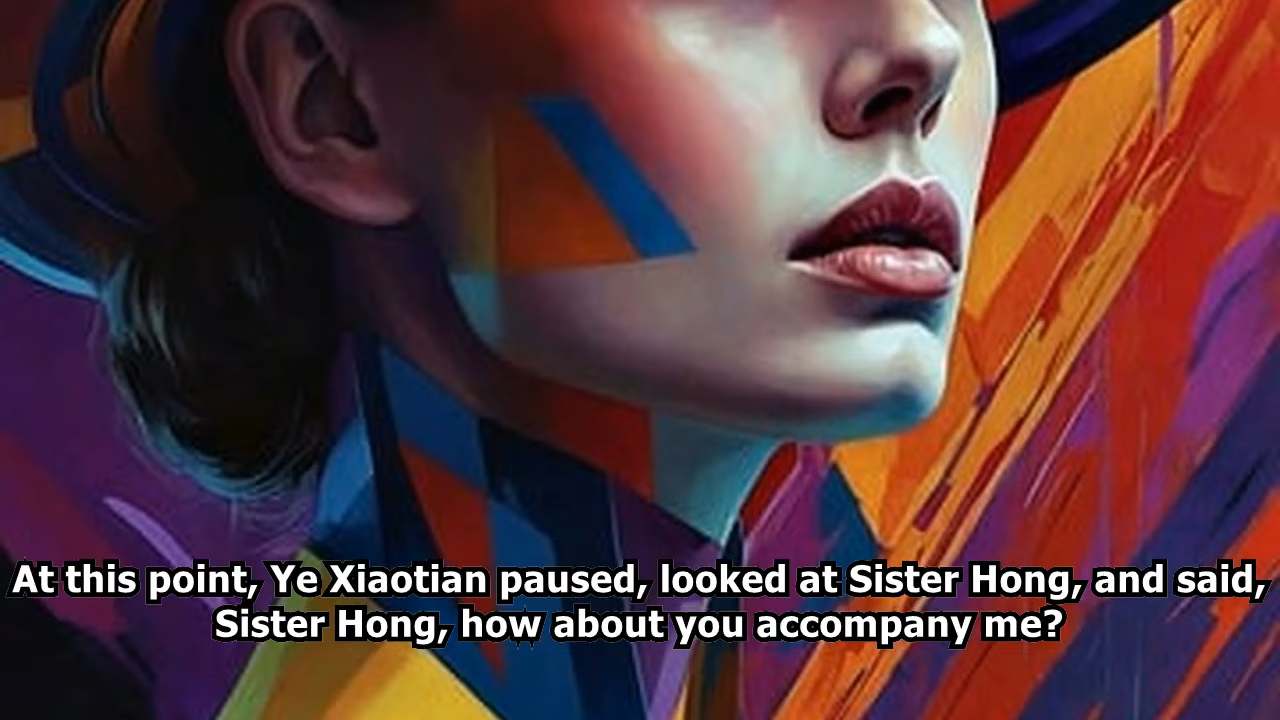 At this point, Ye Xiaotian paused, looked at Sister Hong, and said,
Sister Hong, how about you accompany me?